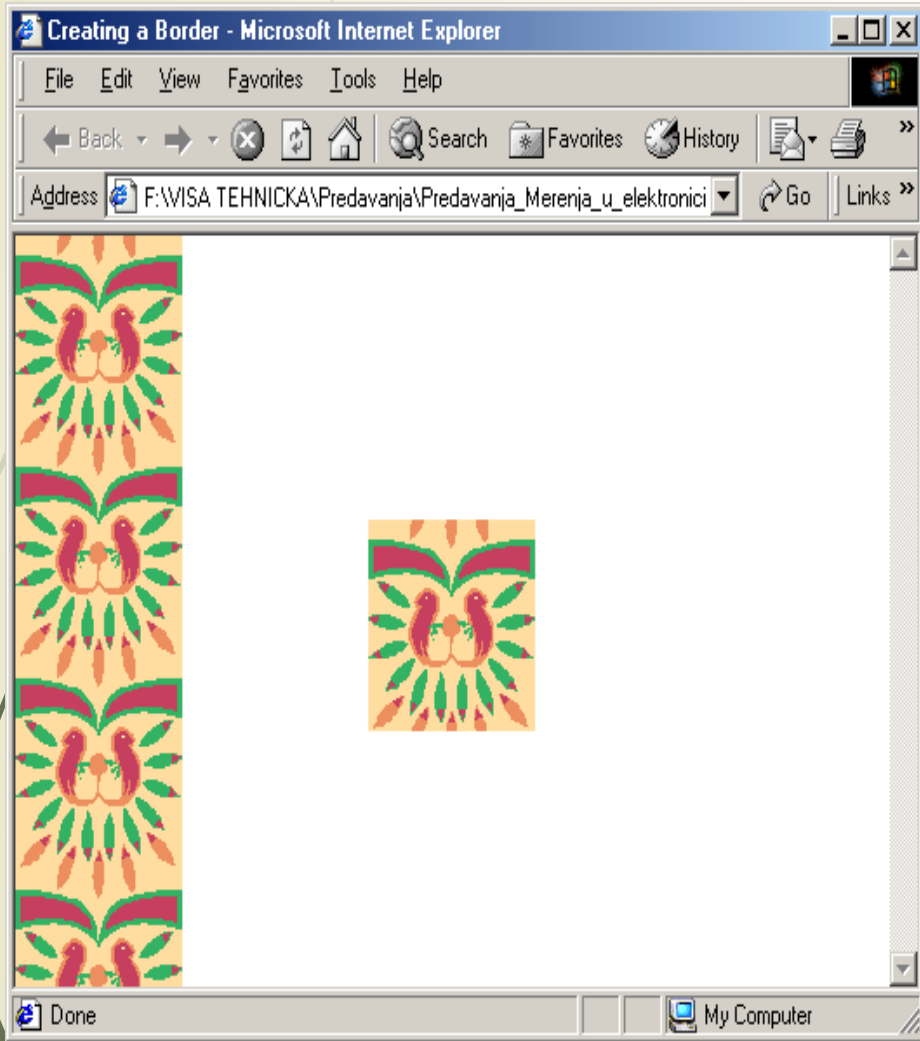 Creating a Border - Microsoft Internet Explorer
File Edit View Favorites Tools Help
Back Search Favorites History »
Address F:\VISA TEHNICKA\Predavanja\Predavanja_Merenja_u_elektronici Go Links »
Done My Computer